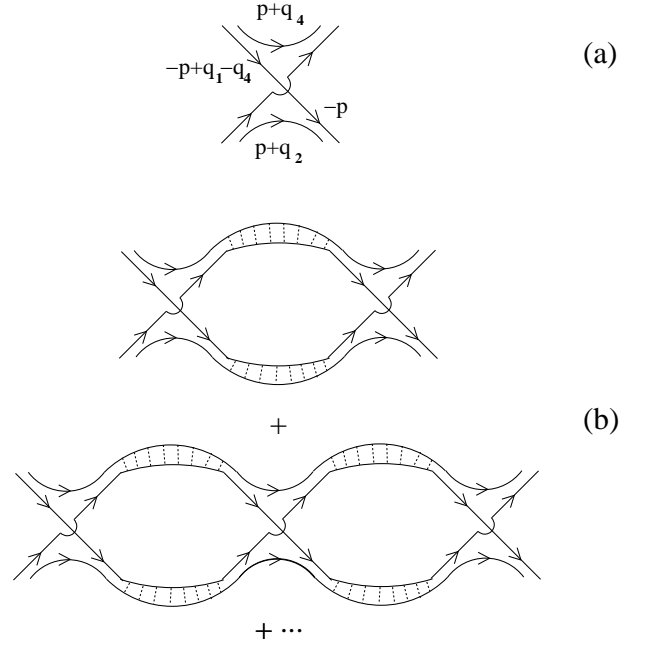 p+q₄
(a)
−p+q₁−q₄
−p
p+q₂
+
(b)
+ ···